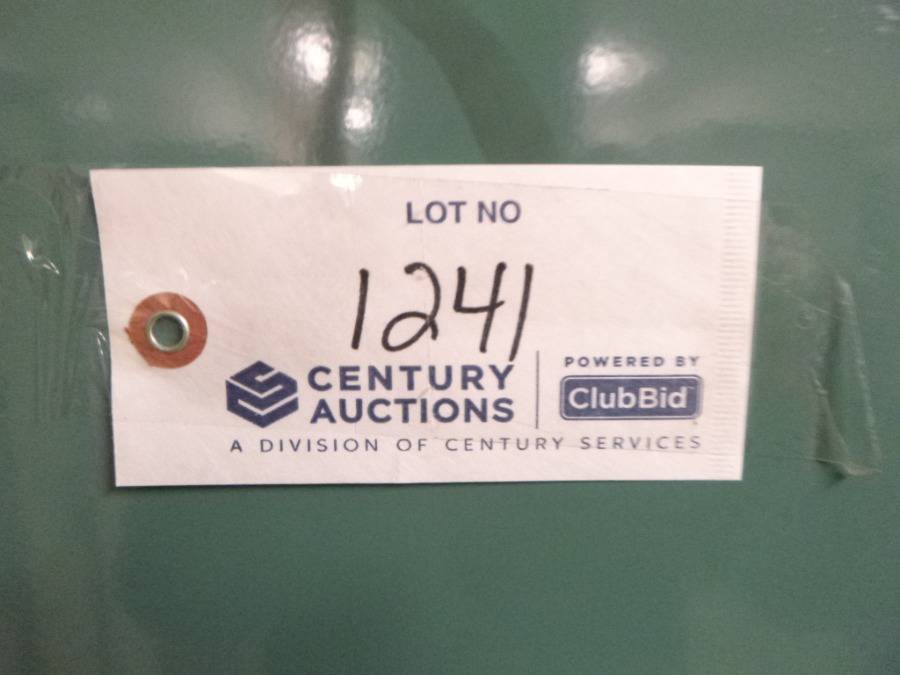 LOT NO
1241
CENTURY AUCTIONS
POWERED BY
ClubBid
A DIVISION OF CENTURY SERVICES